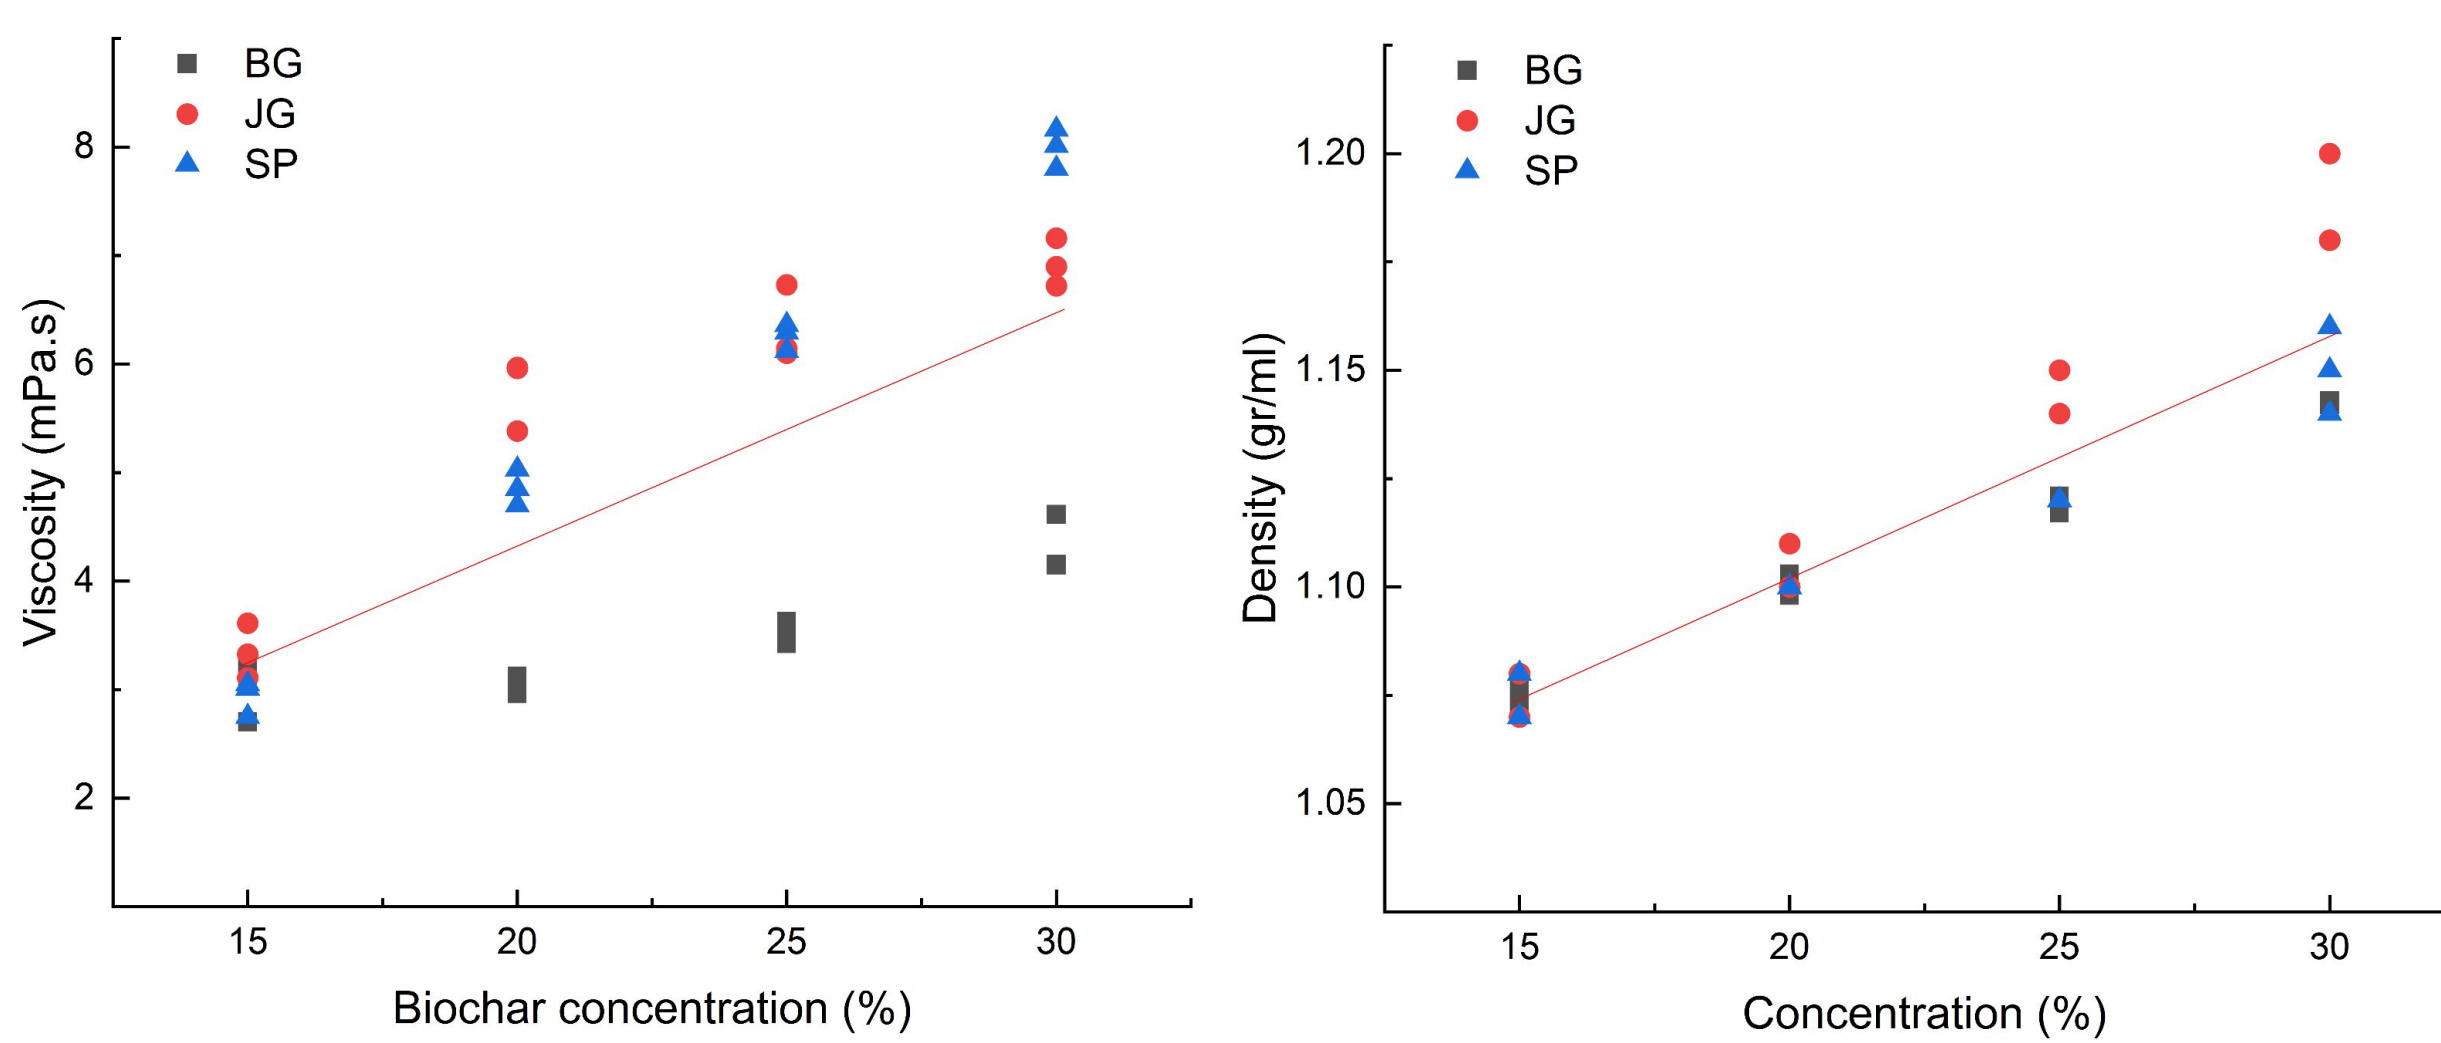 BG
JG
SP
8
6
4
2
15 20 25 30
Viscosity (mPa.s)
Biochar concentration (%)
BG
JG
SP
1.20
1.15
1.10
1.05
15 20 25 30
Density (gr/ml)
Concentration (%)